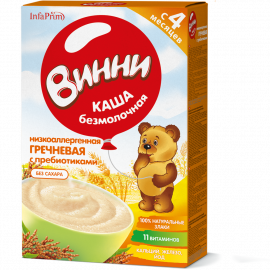 InfaPrim
с 4
месяцев
ВИННИ
КАША
безмолочная
низкоаллергенная
ГРЕЧНЕВАЯ
с пребиотиками
БЕЗ САХАРА
100% НАТУРАЛЬНЫЕ
ЗЛАКИ
11 ВИТАМИНОВ